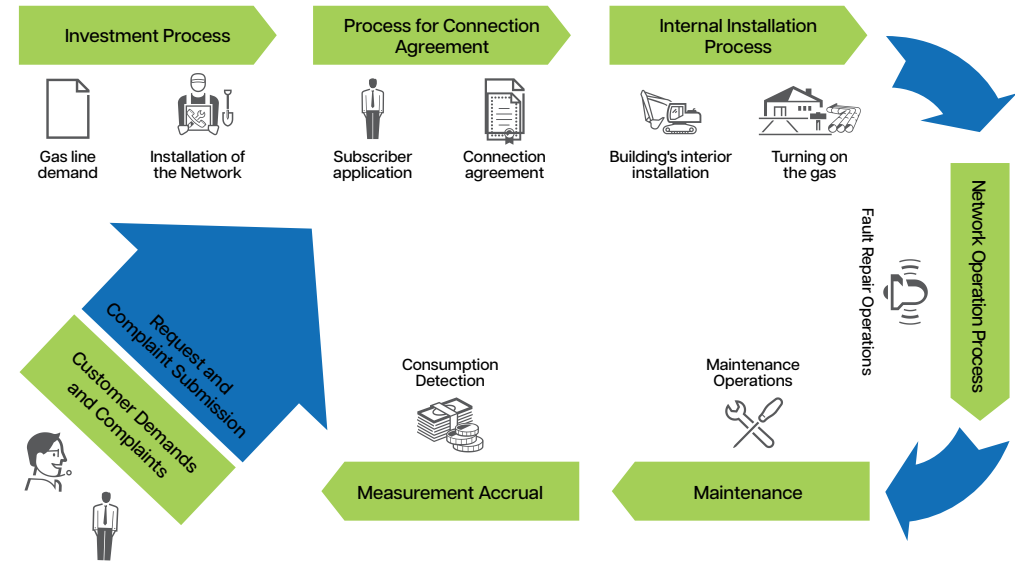 Investment Process
Process for Connection
Agreement
Internal Installation
Process
Gas line
demand
Installation of
the Network
Subscriber
application
Connection
agreement
Building's interior
installation
Turning on
the gas
Network Operation Process
Fault Repair Operations
Maintenance
Operations
Maintenance
Consumption
Detection
Measurement Accrual
Request and
Complaint Submission
Customer Demands
and Complaints